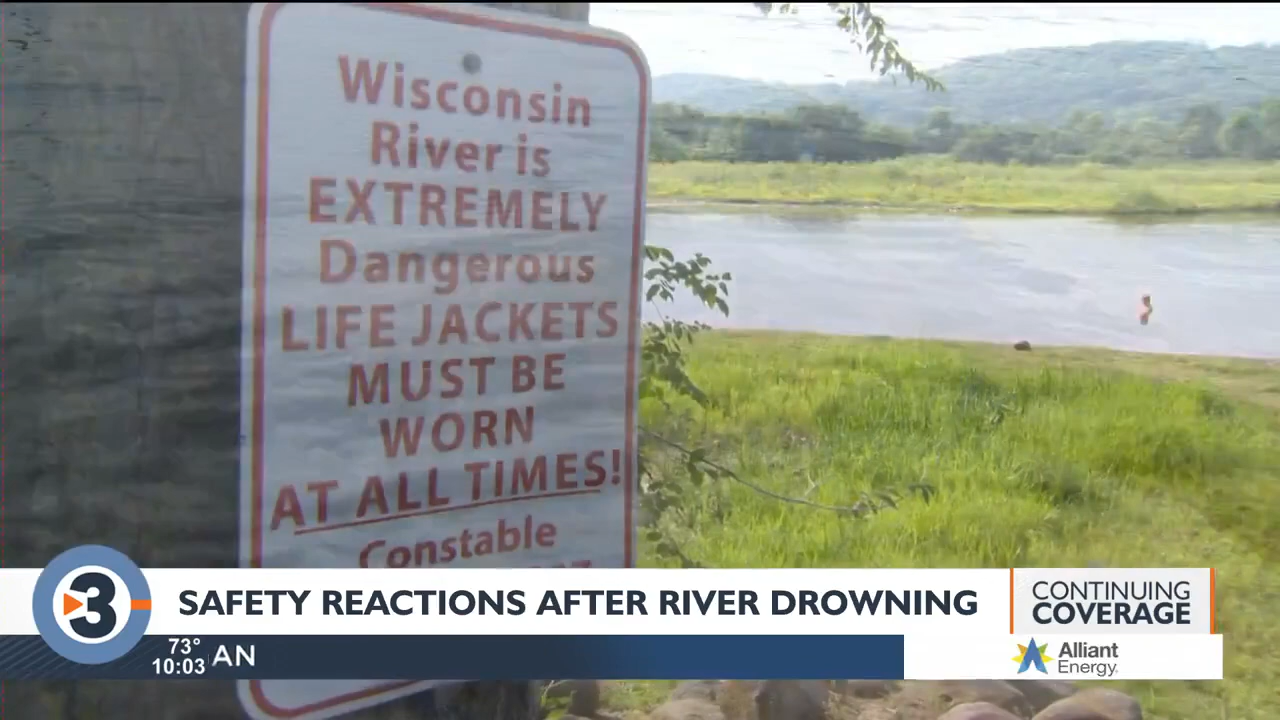 Wisconsin
River is
EXTREMELY
Dangerous
LIFE JACKETS
MUST BE
WORN
AT ALL TIMES!
Constable
3
SAFETY REACTIONS AFTER RIVER DROWNING
CONTINUING
COVERAGE
73°
10:03
AN
Alliant
Energy